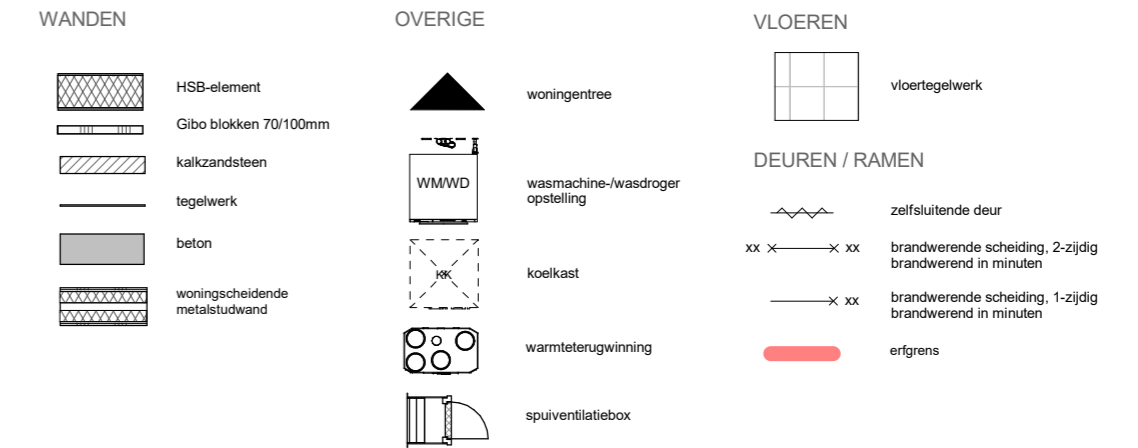 WANDEN
HSB-element
Gibo blokken 70/100mm
kalkzandsteen
tegelwerk
beton
woningscheidende
metalstudwand
OVERIGE
woningentree
WM/WD
wasmachine-/wasdroger
opstelling
KK
koelkast
warmteterugwinning
spuiventilatiebox
VLOEREN
vloertegelwerk
DEUREN / RAMEN
zelfsluitende deur
xx xx
brandwerende scheiding, 2-zijdig
brandwerend in minuten
xx
brandwerende scheiding, 1-zijdig
brandwerend in minuten
erfgrens